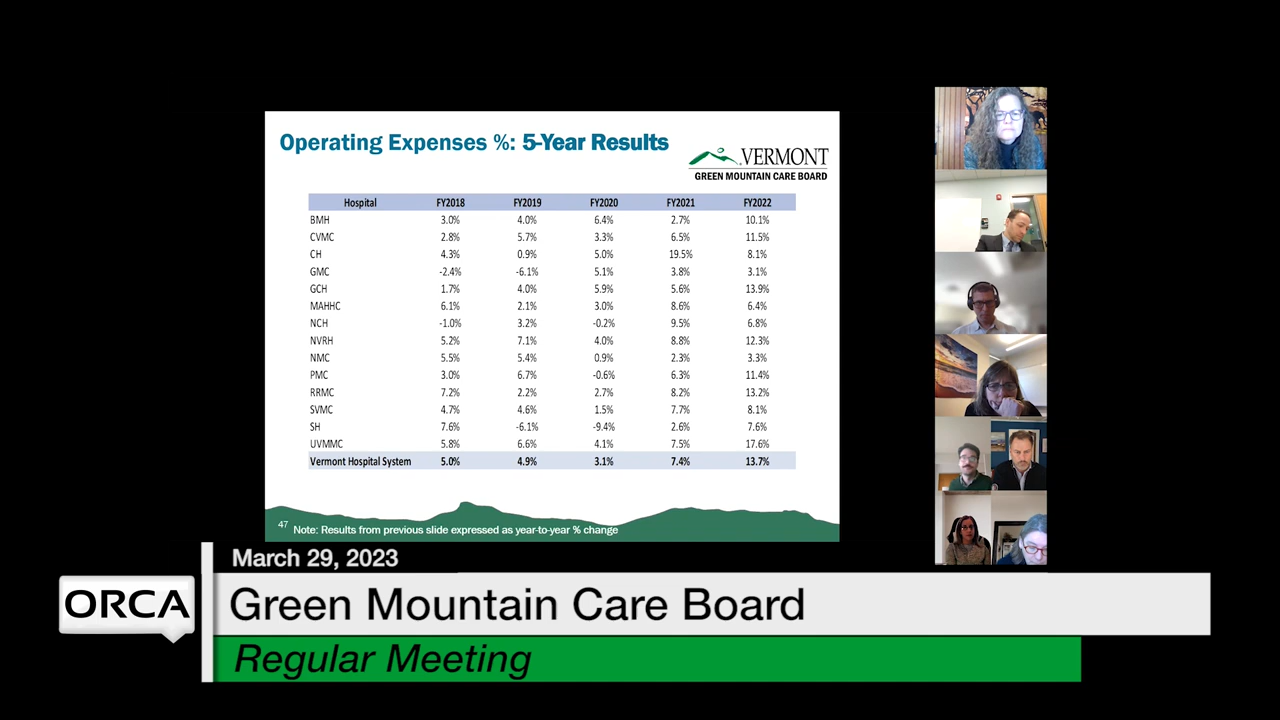 Operating Expenses %: 5-Year Results
VERMONT
GREEN MOUNTAIN CARE BOARD
Hospital FY2018 FY2019 FY2020 FY2021 FY2022
BMH 3.0% 4.0% 6.4% 2.7% 10.1%
CVMC 2.8% 5.7% 3.3% 6.5% 11.5%
CH 4.3% 0.9% 5.0% 19.5% 8.1%
GMC -2.4% -6.1% 5.1% 3.8% 3.1%
GCH 1.7% 4.0% 5.9% 5.6% 13.9%
MAHHC 6.1% 2.1% 3.0% 8.6% 6.4%
NCH -1.0% 3.2% -0.2% 9.5% 6.8%
NVRH 5.2% 7.1% 4.0% 8.8% 12.3%
NMC 5.5% 5.4% 0.9% 2.3% 3.3%
PMC 3.0% 6.7% -0.6% 6.3% 11.4%
RRMC 7.2% 2.2% 2.7% 8.2% 13.2%
SVMC 4.7% 4.6% 1.5% 7.7% 8.1%
SH 7.6% -6.1% -9.4% 2.6% 7.6%
UVMMC 5.8% 6.6% 4.1% 7.5% 17.6%
Vermont Hospital System 5.0% 4.9% 3.1% 7.4% 13.7%
47 Note: Results from previous slide expressed as year-to-year % change
March 29, 2023
ORCA
Green Mountain Care Board
Regular Meeting